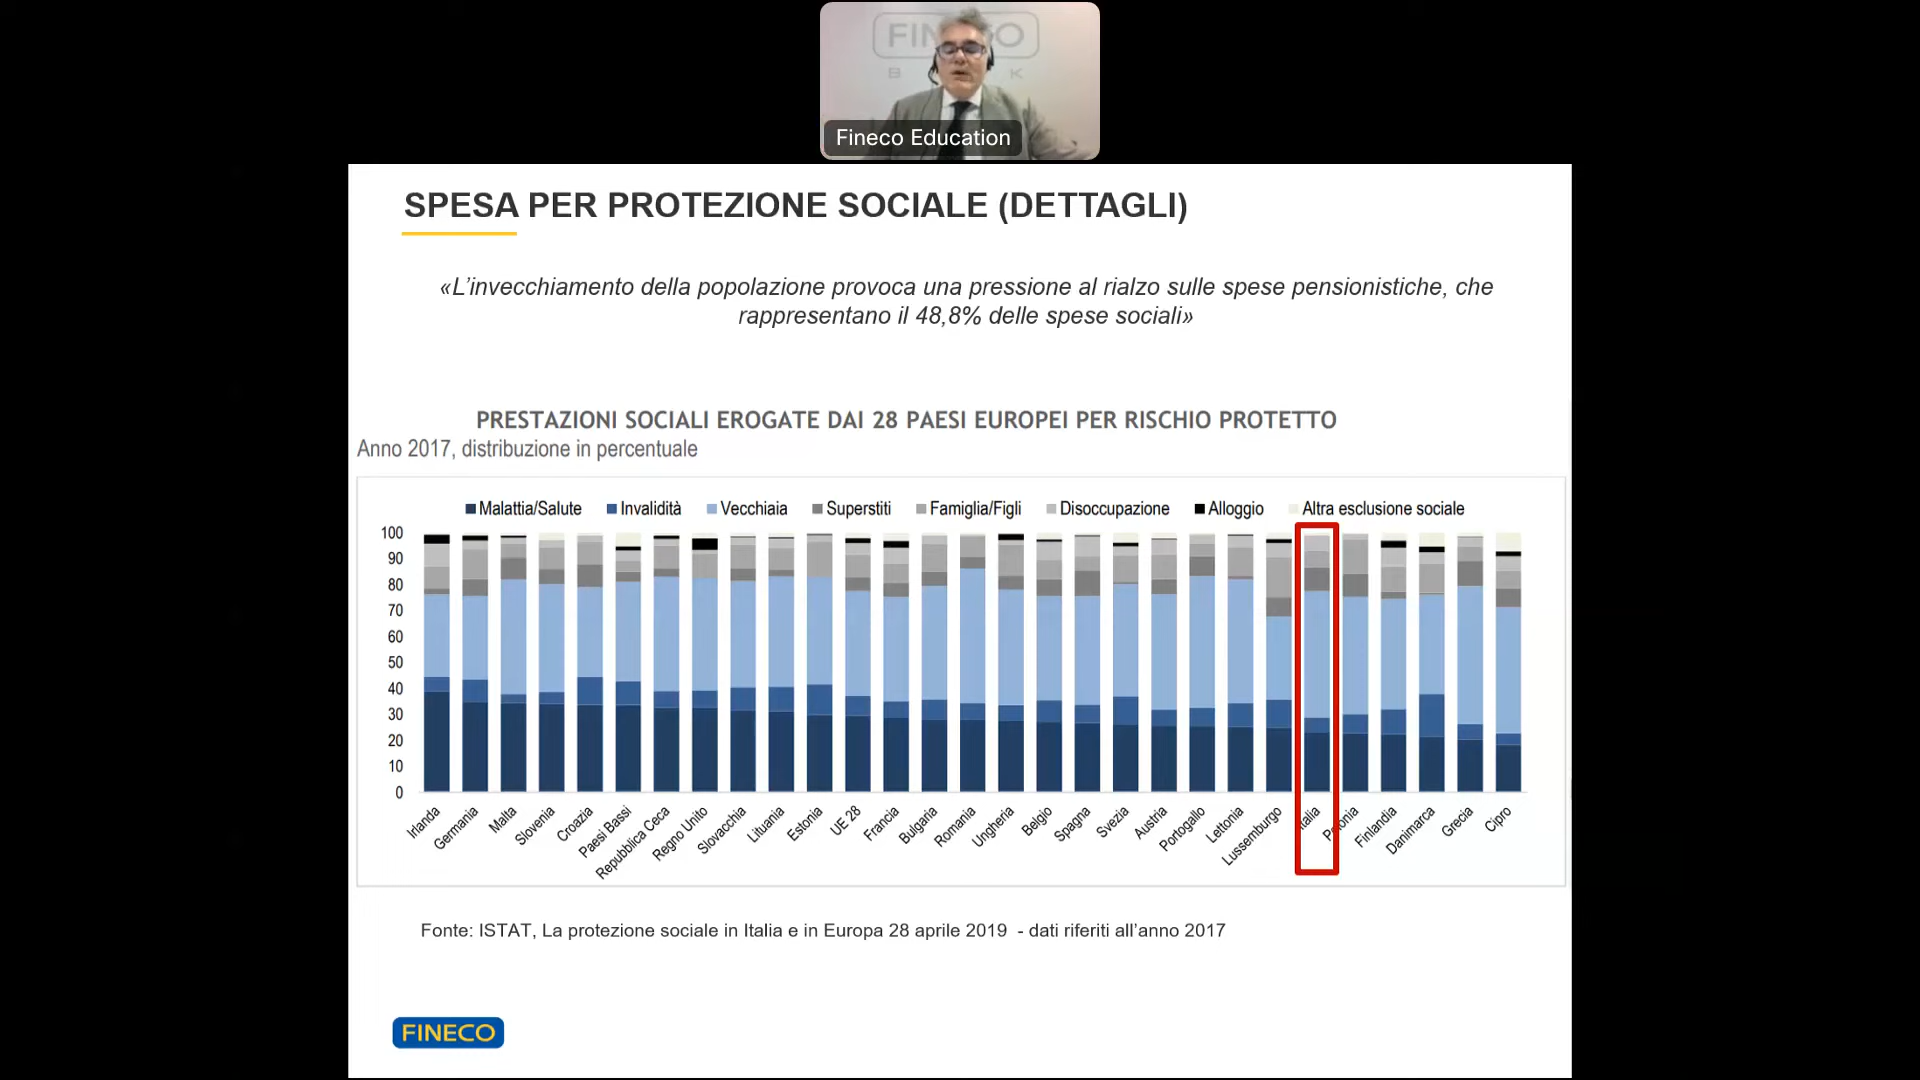 FINECO
B K
Fineco Education
SPESA PER PROTEZIONE SOCIALE (DETTAGLI)
«L’invecchiamento della popolazione provoca una pressione al rialzo sulle spese pensionistiche, che
rappresentano il 48,8% delle spese sociali»
PRESTAZIONI SOCIALI EROGATE DAI 28 PAESI EUROPEI PER RISCHIO PROTETTO
Anno 2017, distribuzione in percentuale
Malattia/Salute Invalidità Vecchiaia Superstiti Famiglia/Figli Disoccupazione Alloggio Altra esclusione sociale
100
90
80
70
60
50
40
30
20
10
0
Irlanda
Germania
Malta
Slovenia
Croazia
Paesi Bassi
Repubblica Ceca
Regno Unito
Slovacchia
Lituania
Estonia
UE 28
Francia
Bulgaria
Romania
Ungheria
Belgio
Spagna
Svezia
Austria
Portogallo
Lettonia
Lussemburgo
Italia
Polonia
Finlandia
Danimarca
Grecia
Cipro
Fonte: ISTAT, La protezione sociale in Italia e in Europa 28 aprile 2019 - dati riferiti all’anno 2017
FINECO